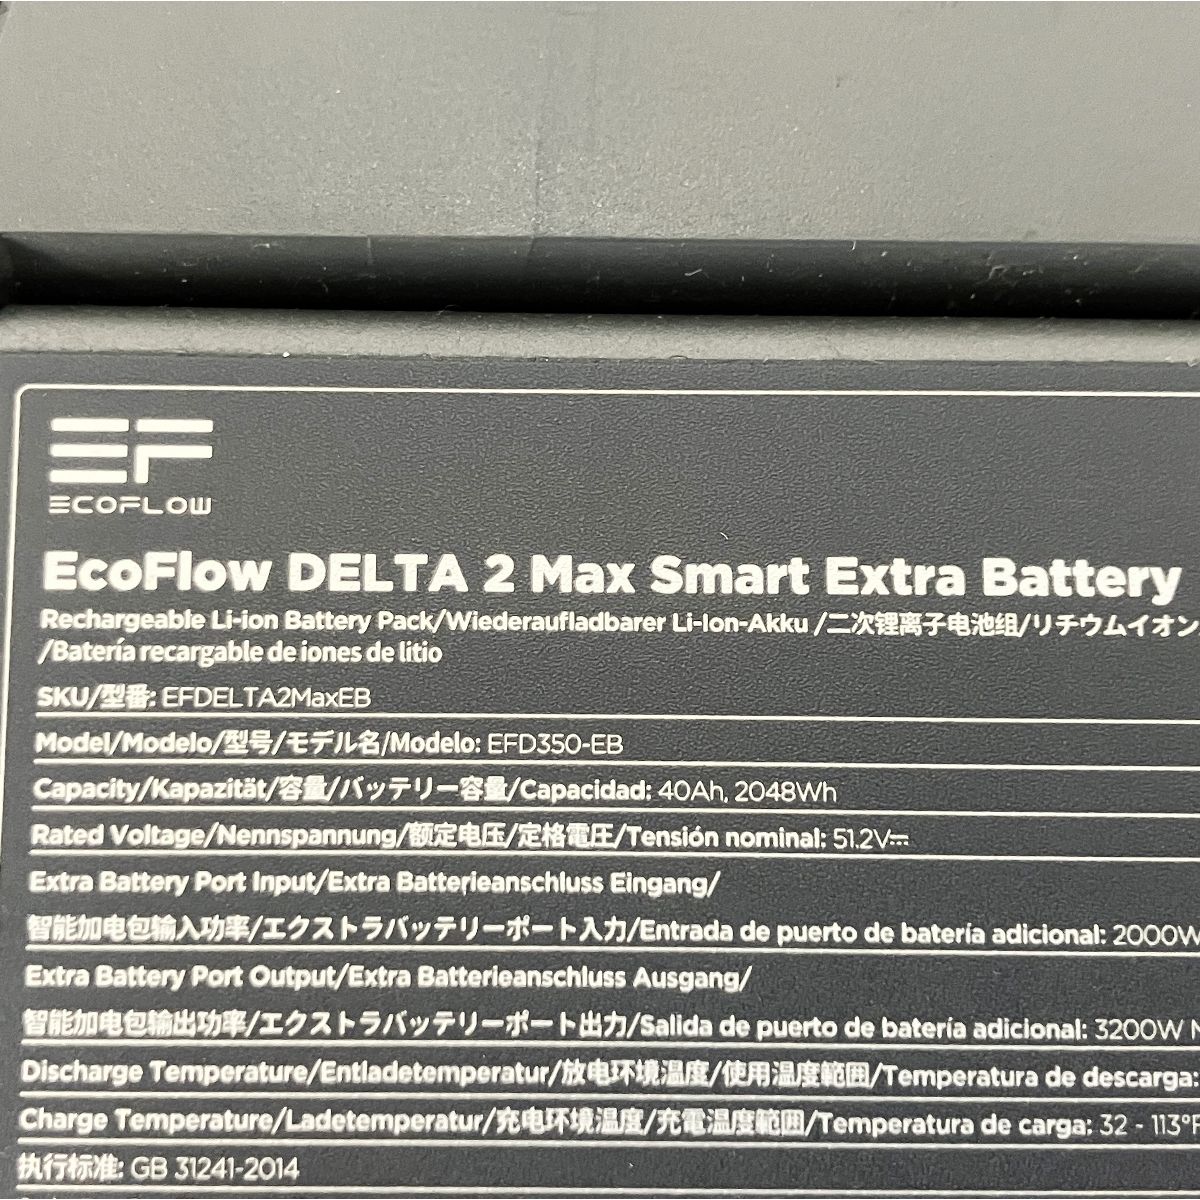 EF
ECOFLOW
EcoFlow DELTA 2 Max Smart Extra Battery
Rechargeable Li-ion Battery Pack/Wiederaufladbarer Li-Ion-Akku /二次锂离子电池组/リチウムイオン
/Batería recargable de iones de litio
SKU/型番: EFDELTA2MaxEB
Model/Modelo/型号/モデル名/Modelo: EFD350-EB
Capacity/Kapazität/容量/バッテリー容量/Capacidad: 40Ah, 2048Wh
Rated Voltage/Nennspannung/额定电压/定格電圧/Tensión nominal: 51.2V⎓
Extra Battery Port Input/Extra Batterieanschluss Eingang/
智能加电包输入功率/エクストラバッテリーポート入力/Entrada de puerto de batería adicional: 2000W
Extra Battery Port Output/Extra Batterieanschluss Ausgang/
智能加电包输出功率/エクストラバッテリーポート出力/Salida de puerto de batería adicional: 3200W
Discharge Temperature/Entladetemperatur/放电环境温度/使用温度範囲/Temperatura de descarga:
Charge Temperature/Ladetemperatur/充电环境温度/充電温度範囲/Temperatura de carga: 32 - 113°F
执行标准: GB 31241-2014